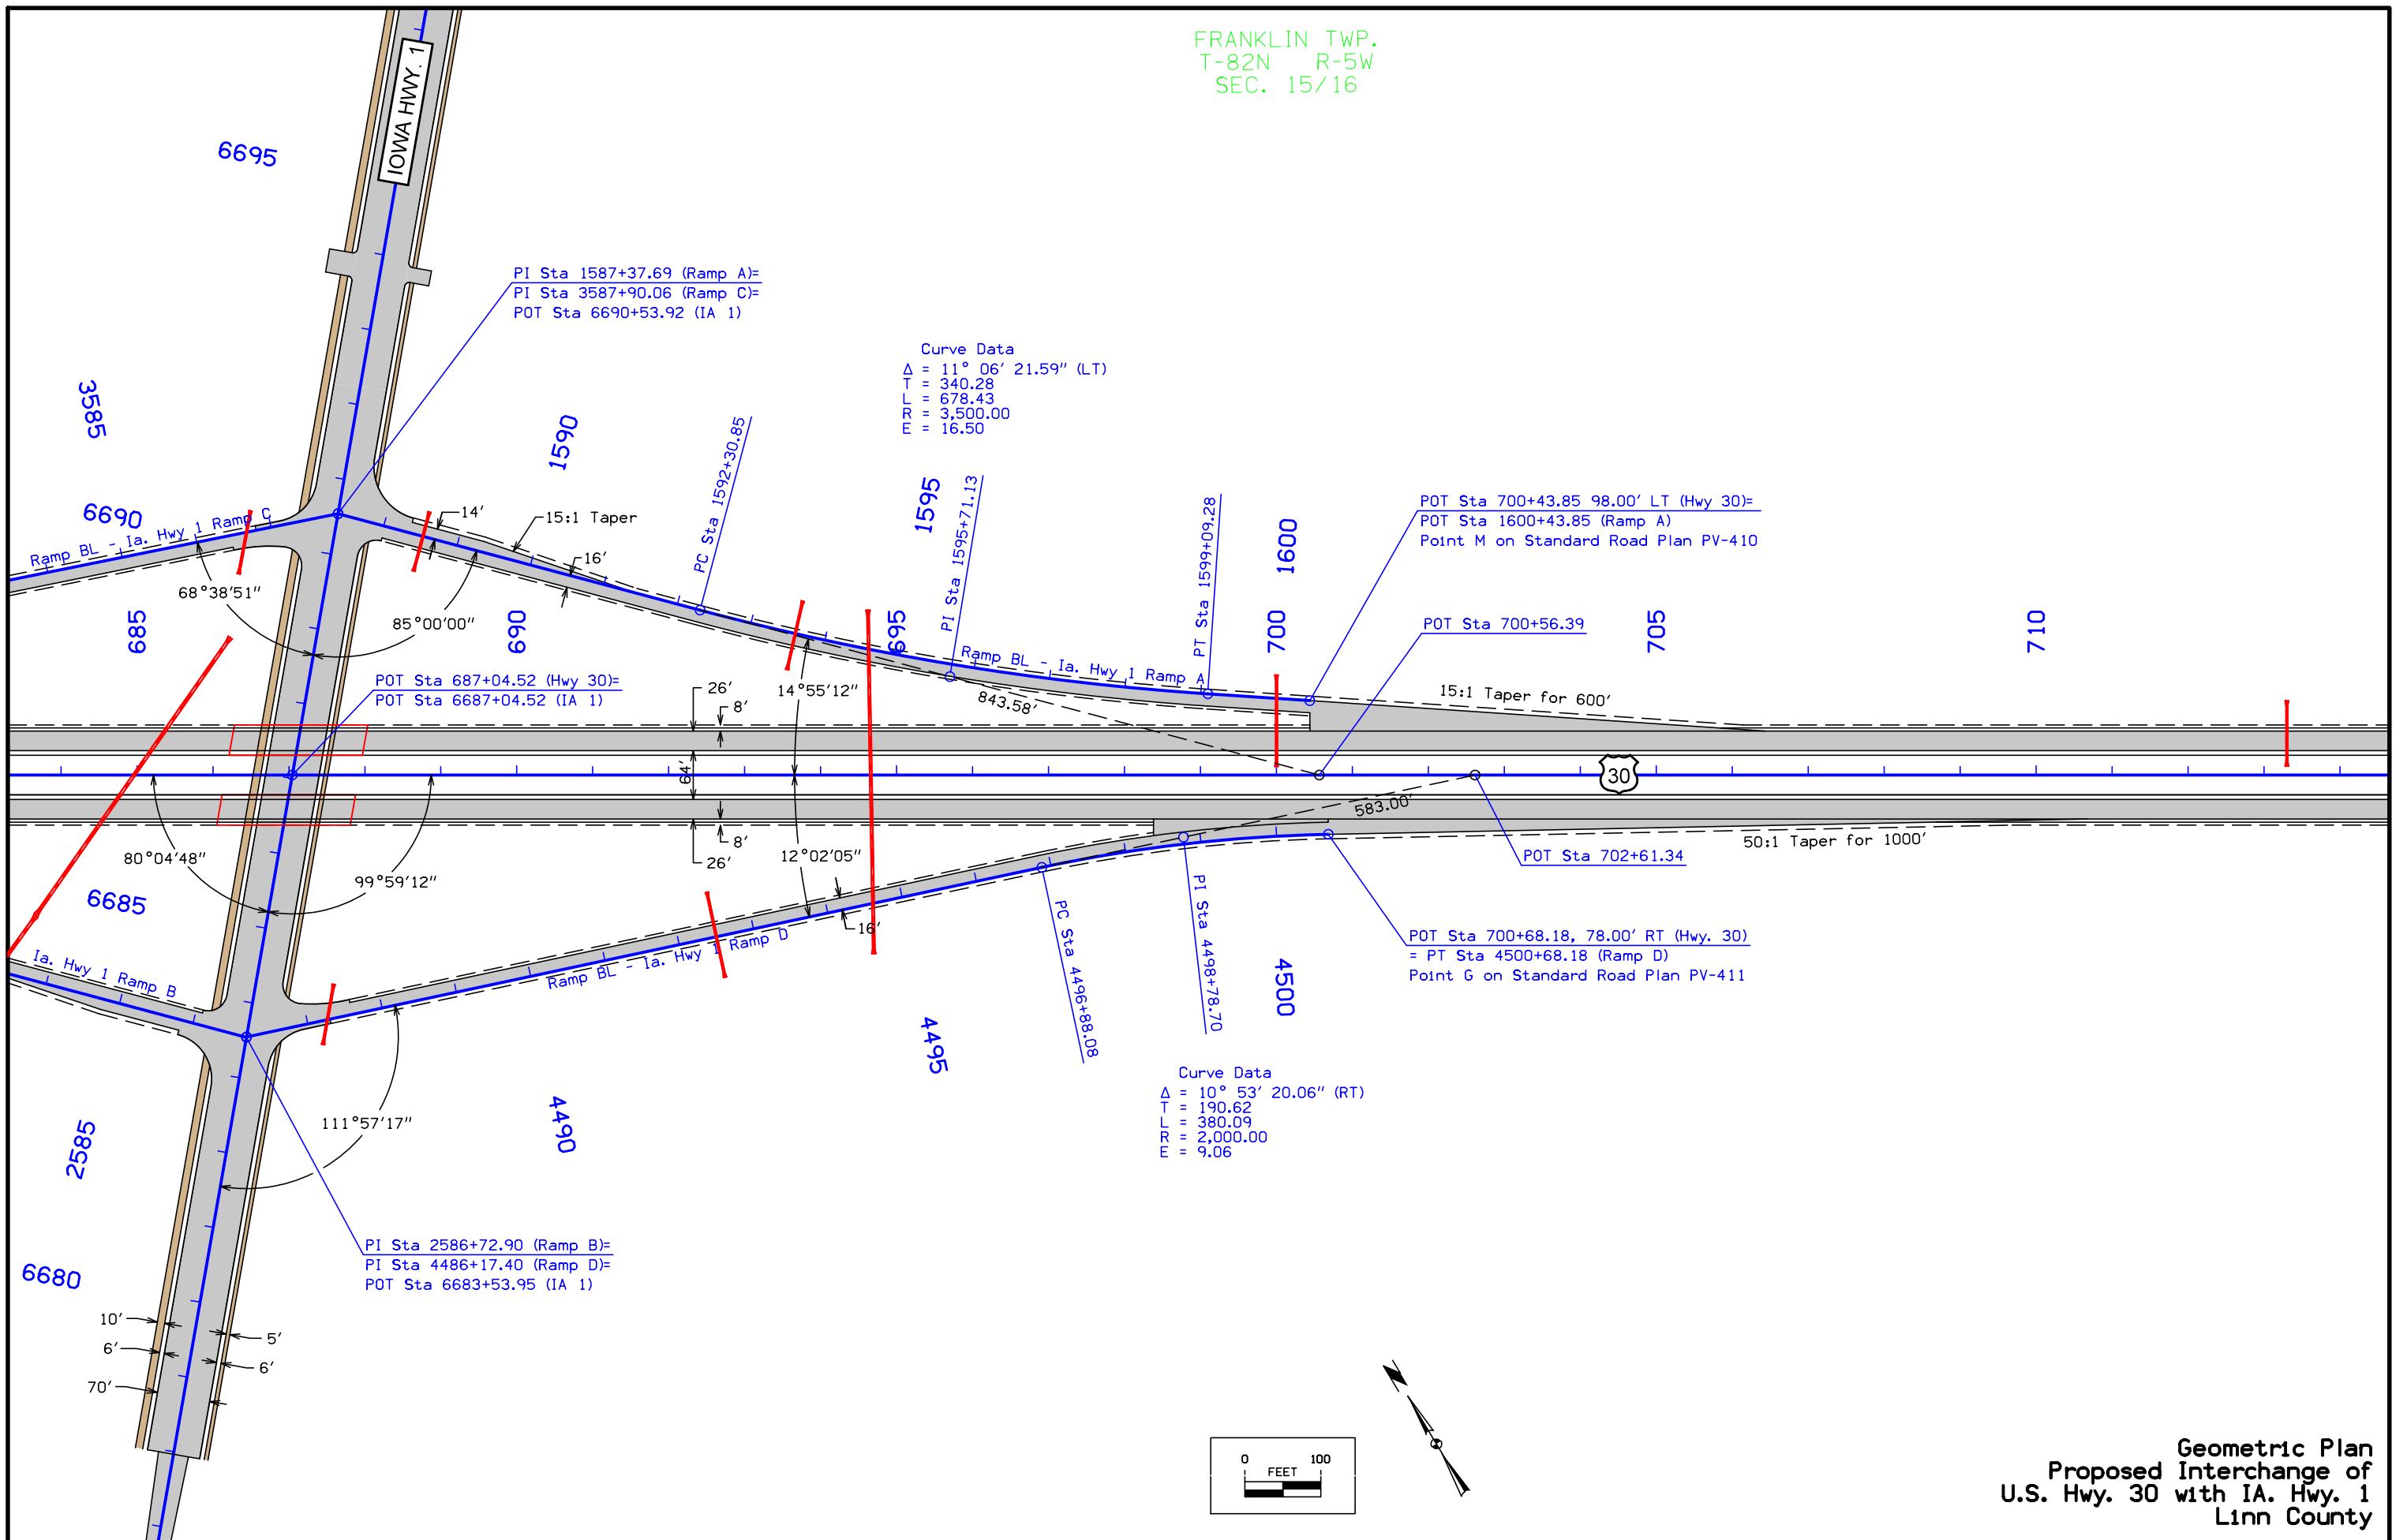 FRANKLIN TWP.
T-82N R-5W
SEC. 15/16
IOWA HWY. 1
6695
PI Sta 1587+37.69 (Ramp A)=
PI Sta 3587+90.06 (Ramp C)=
POT Sta 6690+53.92 (IA 1)
Curve Data
Δ = 11° 06' 21.59" (LT)
T = 340.28
L = 678.43
R = 3,500.00
E = 16.50
3585
1590
PC Sta 1592+30.85
1595
PI Sta 1595+71.13
PT Sta 1599+09.28
1600
POT Sta 700+43.85 98.00' LT (Hwy 30)=
POT Sta 1600+43.85 (Ramp A)
Point M on Standard Road Plan PV-410
6690
Ramp BL - Ia. Hwy 1 Ramp C
14'
15:1 Taper
16'
68°38'51"
85°00'00"
685
690
695
700
705
710
POT Sta 700+56.39
POT Sta 687+04.52 (Hwy 30)=
POT Sta 6687+04.52 (IA 1)
26'
8'
14°55'12"
Ramp BL - Ia. Hwy 1 Ramp A
843.58'
15:1 Taper for 600'
64'
30
583.00'
8'
26'
80°04'48"
99°59'12"
12°02'05"
16'
50:1 Taper for 1000'
POT Sta 702+61.34
6685
Ia. Hwy 1 Ramp B
Ramp BL - Ia. Hwy 1 Ramp D
PC Sta 4496+88.08
PI Sta 4498+78.70
4500
POT Sta 700+68.18, 78.00' RT (Hwy. 30)
= PT Sta 4500+68.18 (Ramp D)
Point G on Standard Road Plan PV-411
4495
4490
111°57'17"
2585
Curve Data
Δ = 10° 53' 20.06" (RT)
T = 190.62
L = 380.09
R = 2,000.00
E = 9.06
PI Sta 2586+72.90 (Ramp B)=
PI Sta 4486+17.40 (Ramp D)=
POT Sta 6683+53.95 (IA 1)
6680
10'
6'
70'
5'
6'
0 100
FEET
Geometric Plan
Proposed Interchange of
U.S. Hwy. 30 with IA. Hwy. 1
Linn County